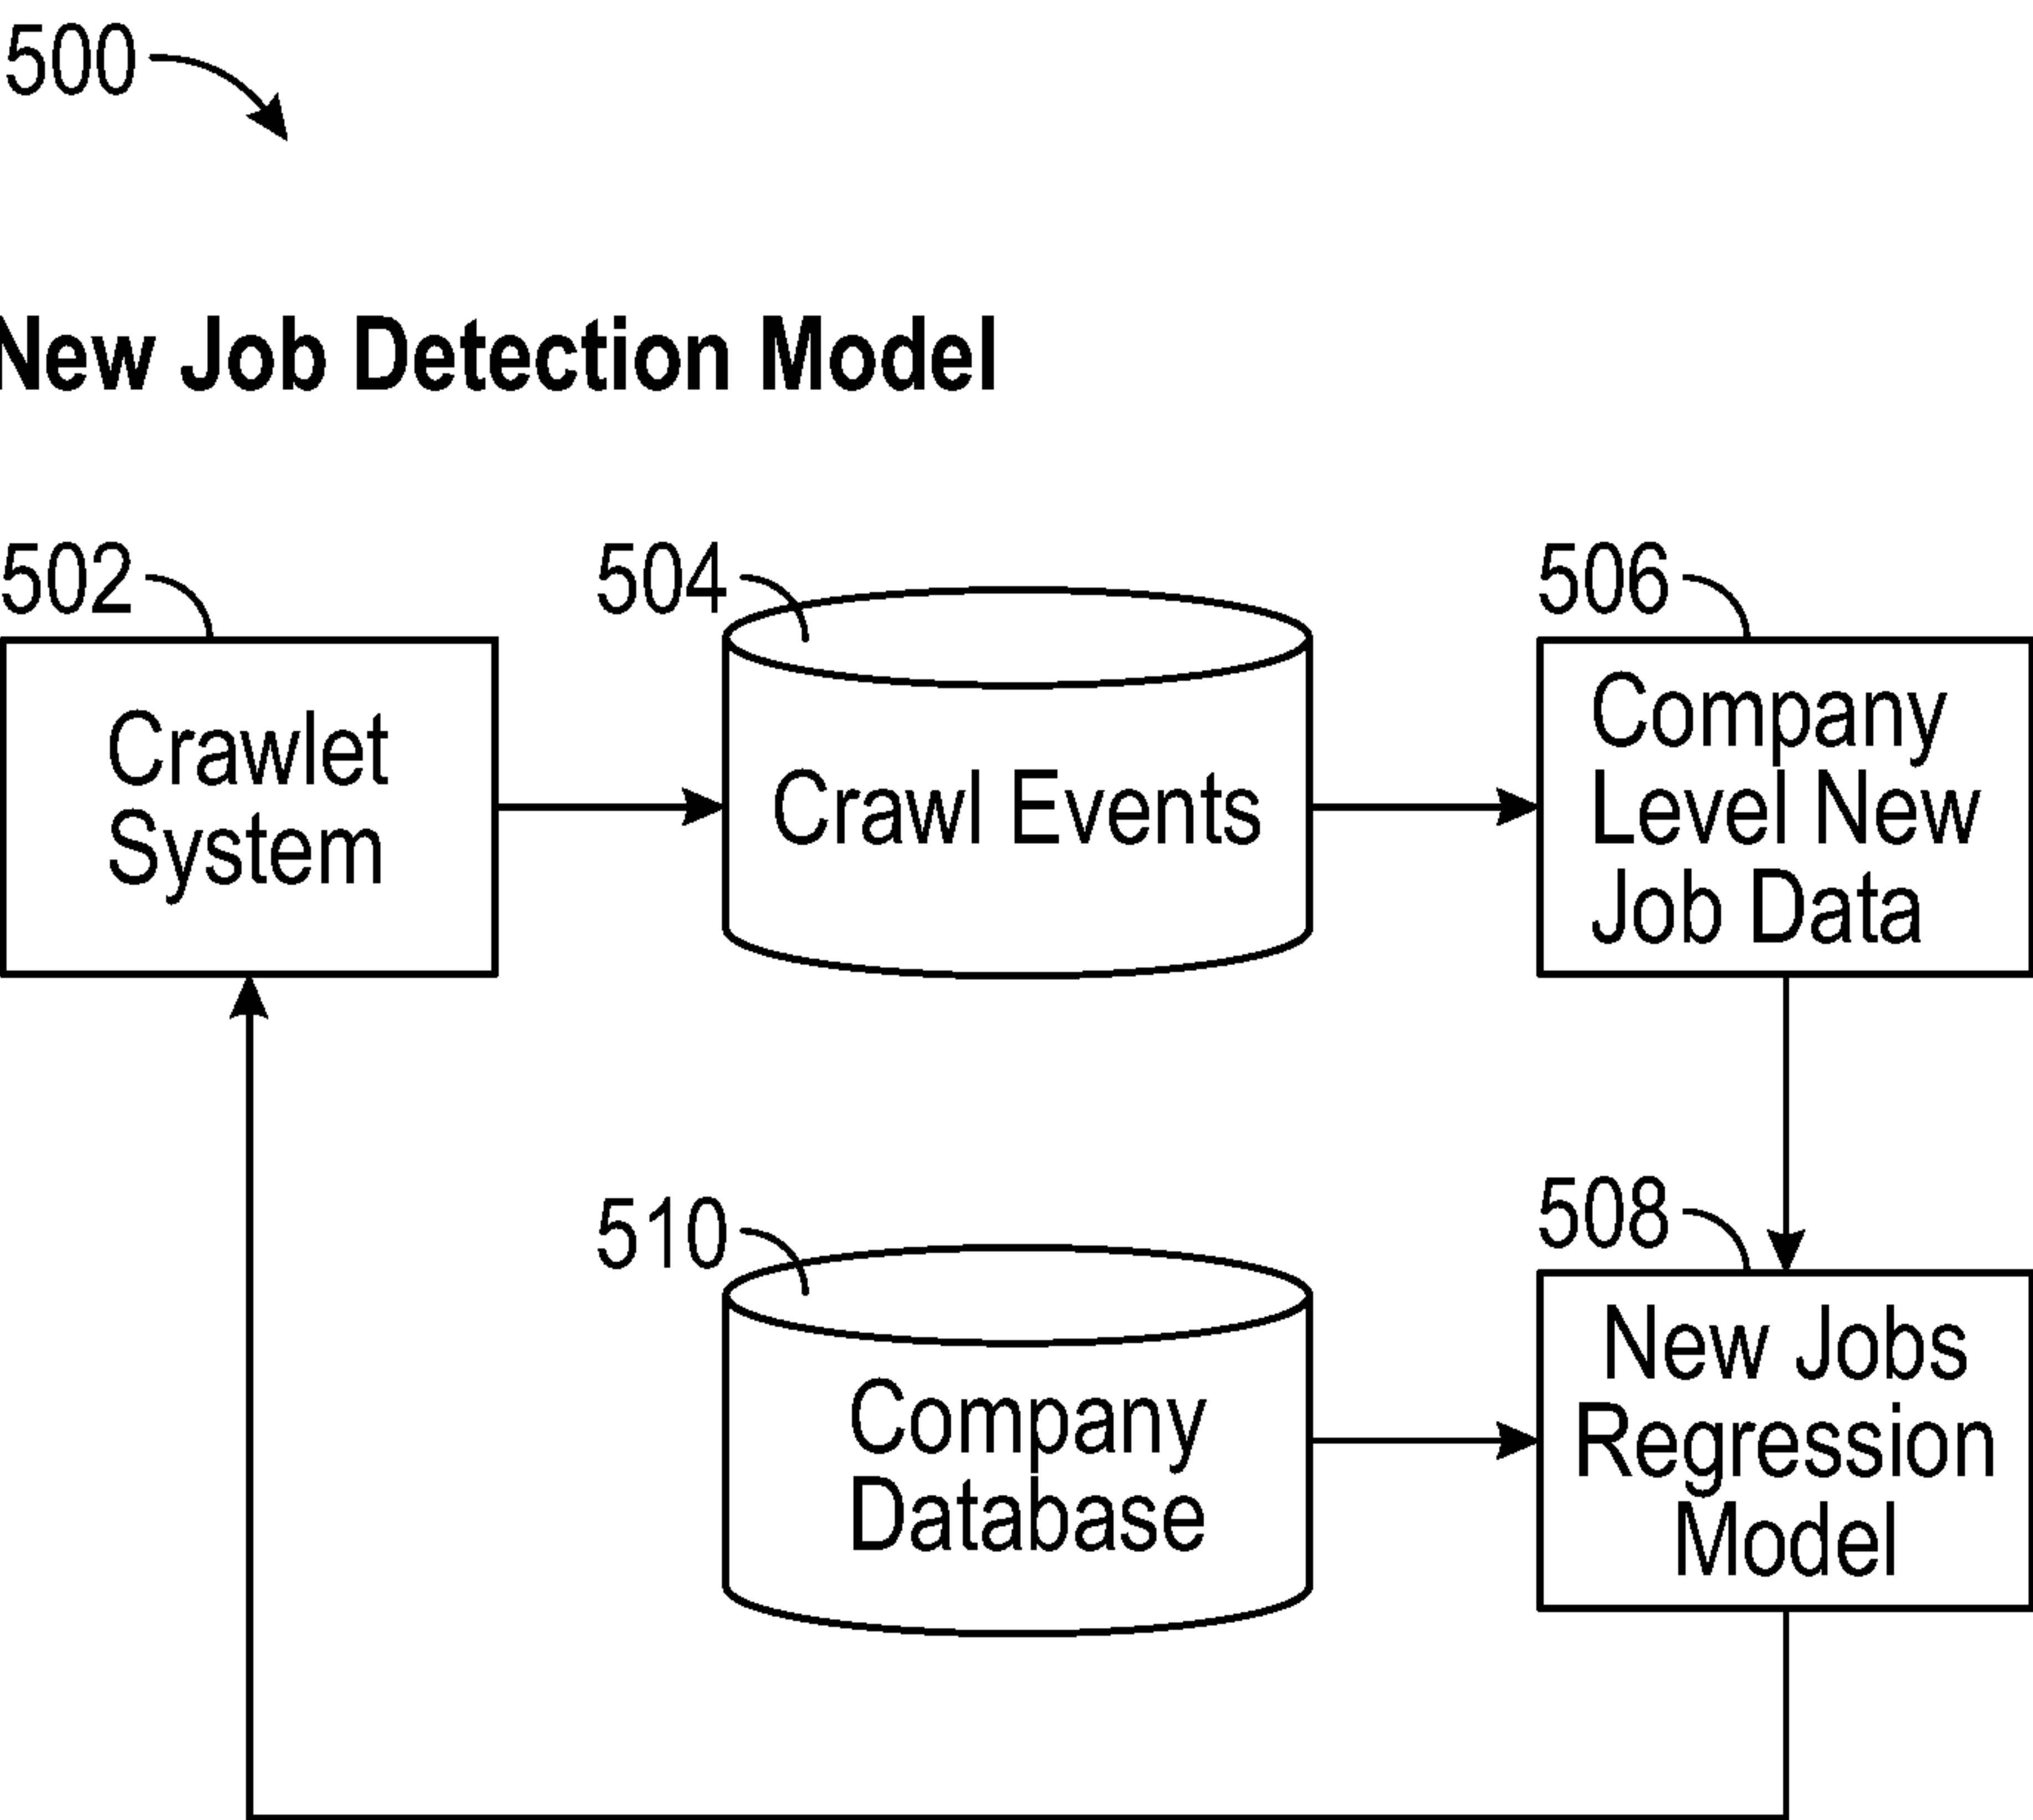 500
New Job Detection Model
502
504
506
Crawlet
System
Crawl Events
Company
Level New
Job Data
510
508
Company
Database
New Jobs
Regression
Model